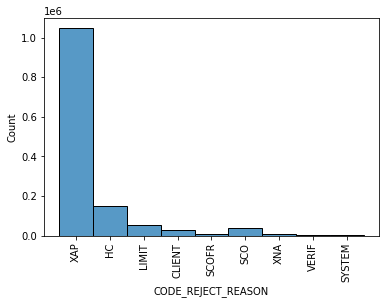 1e6
1.0
0.8
0.6
0.4
0.2
0.0
Count
XAP
HC
LIMIT
CLIENT
SCOFR
SCO
XNA
VERIF
SYSTEM
CODE_REJECT_REASON